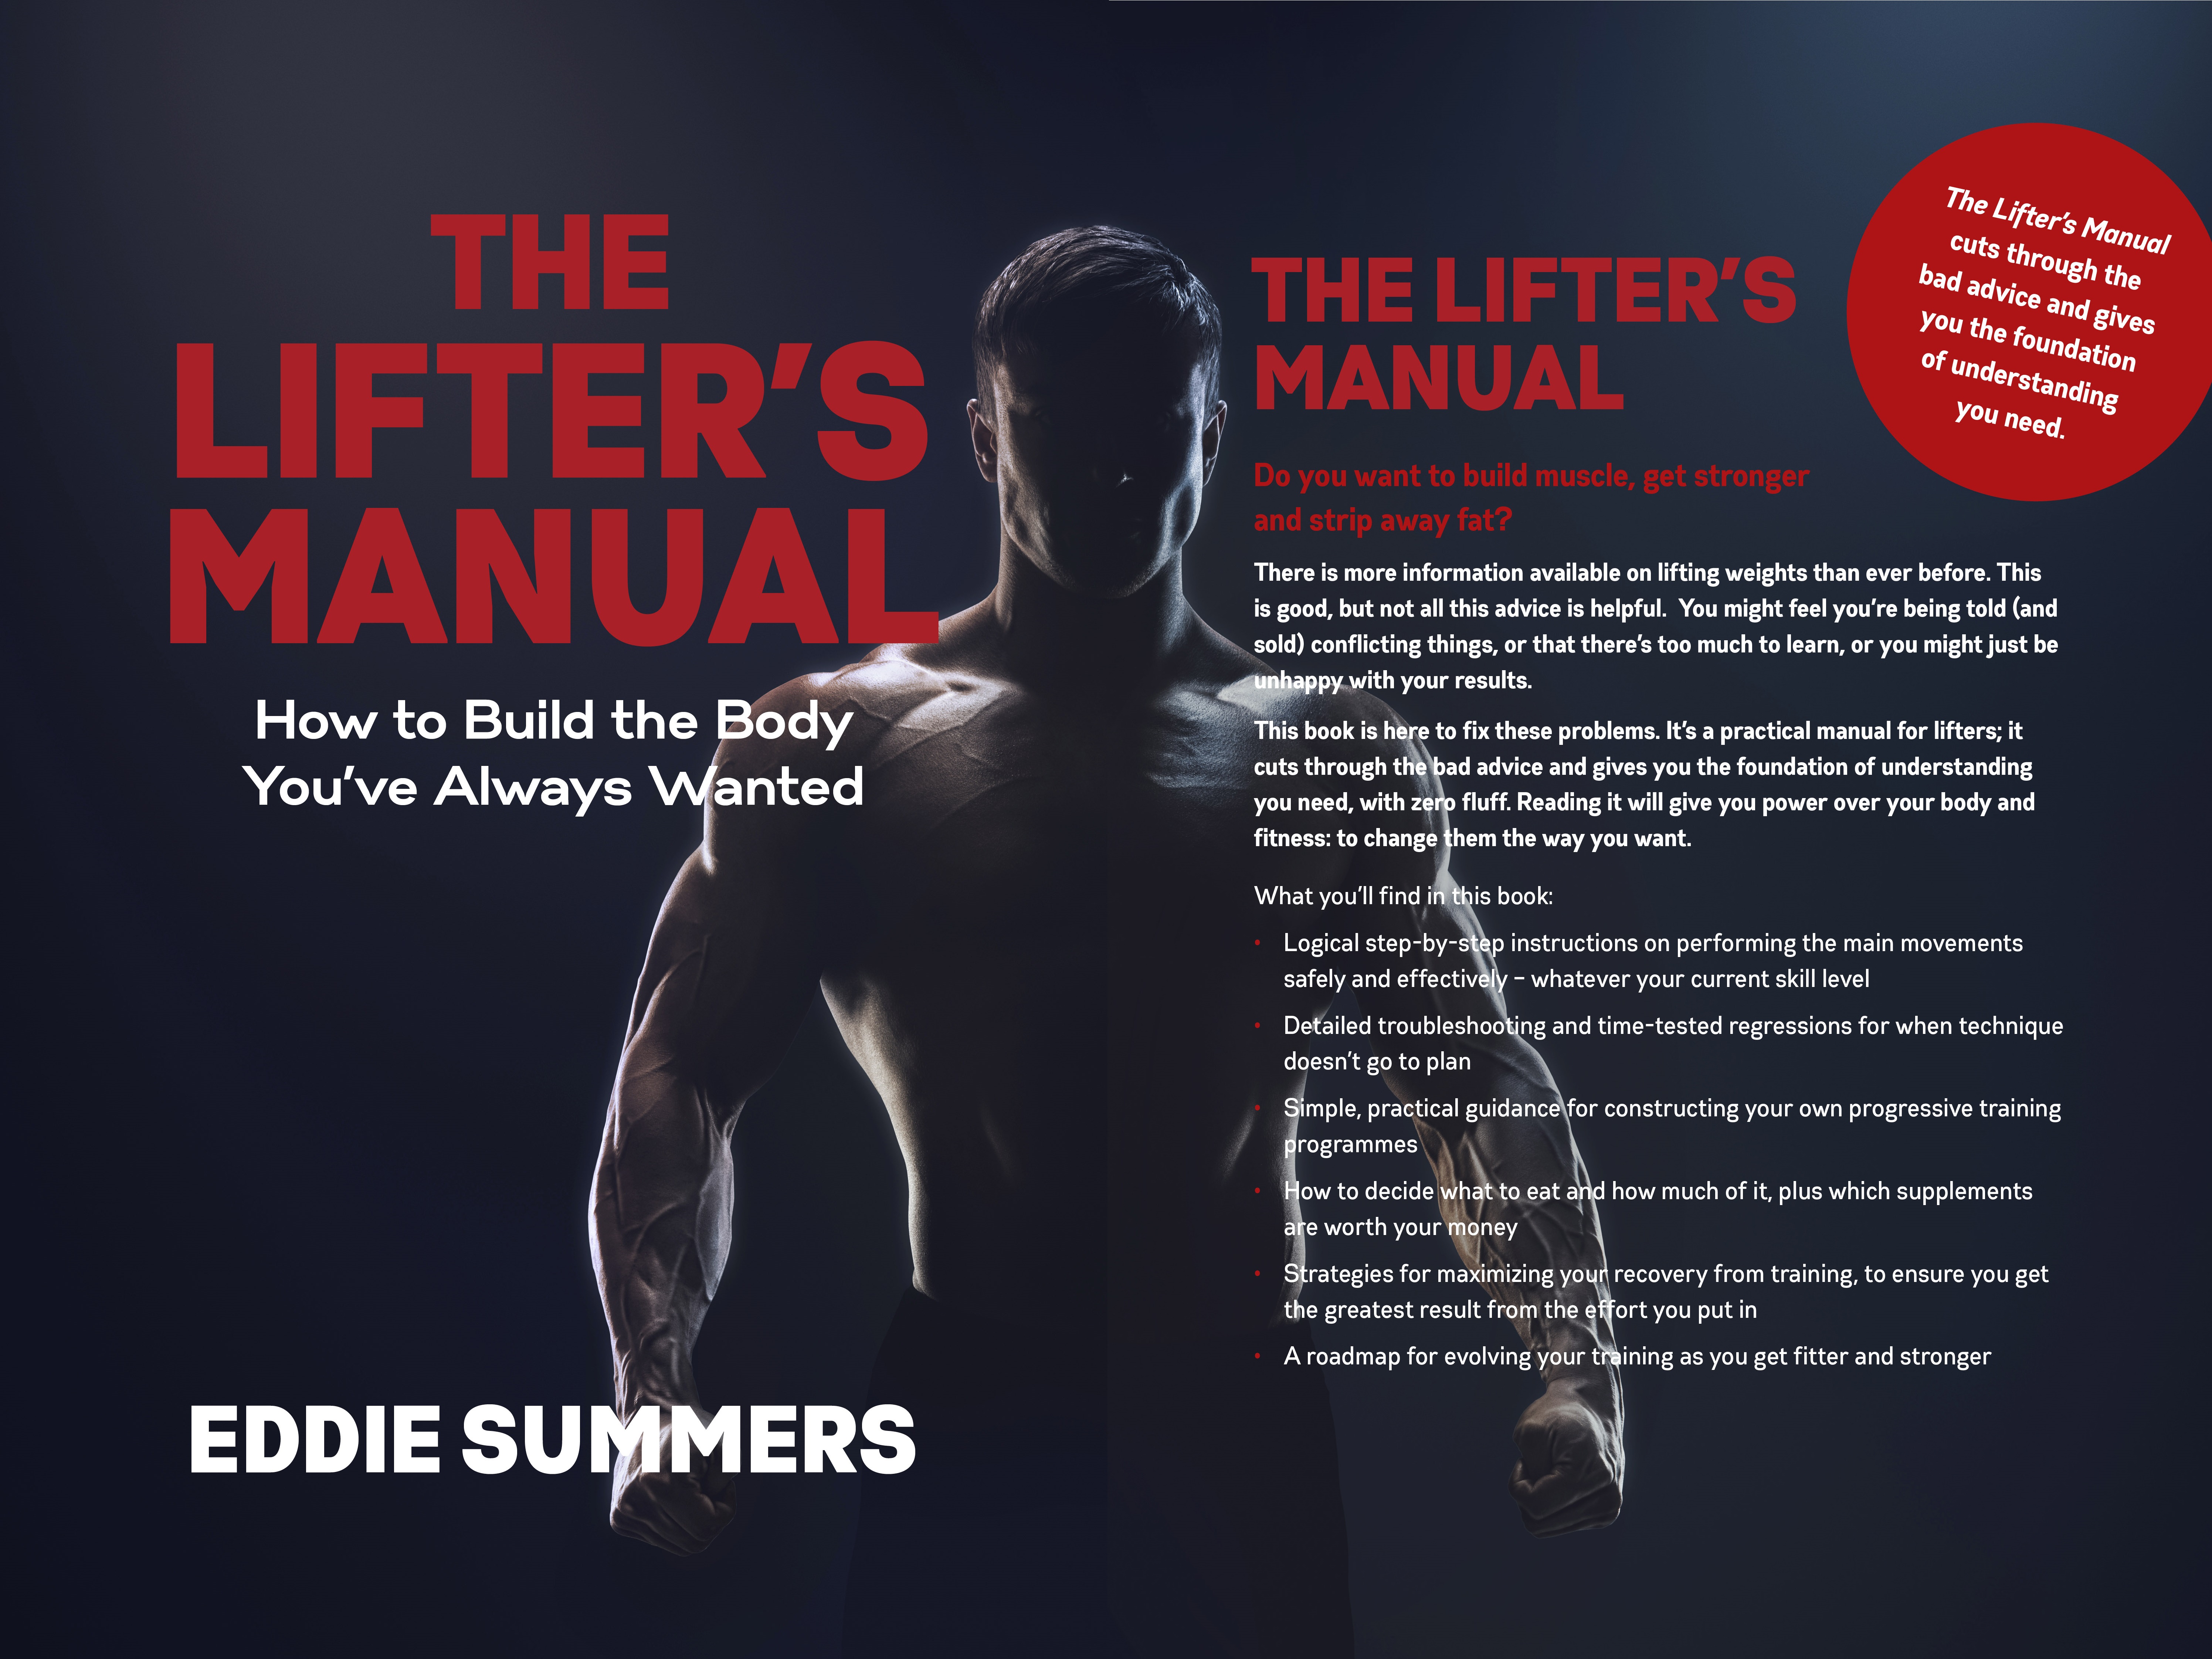 THE
LIFTER’S
MANUAL
How to Build the Body
You’ve Always Wanted
EDDIE SUMMERS
THE LIFTER’S
MANUAL
The Lifter’s Manual
cuts through the
bad advice and gives
you the foundation
of understanding
you need.
Do you want to build muscle, get stronger
and strip away fat?
There is more information available on lifting weights than ever before. This
is good, but not all this advice is helpful.  You might feel you’re being told (and
sold) conflicting things, or that there’s too much to learn, or you might just be
unhappy with your results.
This book is here to fix these problems. It’s a practical manual for lifters; it
cuts through the bad advice and gives you the foundation of understanding
you need, with zero fluff. Reading it will give you power over your body and
fitness: to change them the way you want.
What you’ll find in this book:
• Logical step-by-step instructions on performing the main movements
safely and effectively – whatever your current skill level
• Detailed troubleshooting and time-tested regressions for when technique
doesn’t go to plan
• Simple, practical guidance for constructing your own progressive training
programmes
• How to decide what to eat and how much of it, plus which supplements
are worth your money
• Strategies for maximizing your recovery from training, to ensure you get
the greatest result from the effort you put in
• A roadmap for evolving your training as you get fitter and stronger